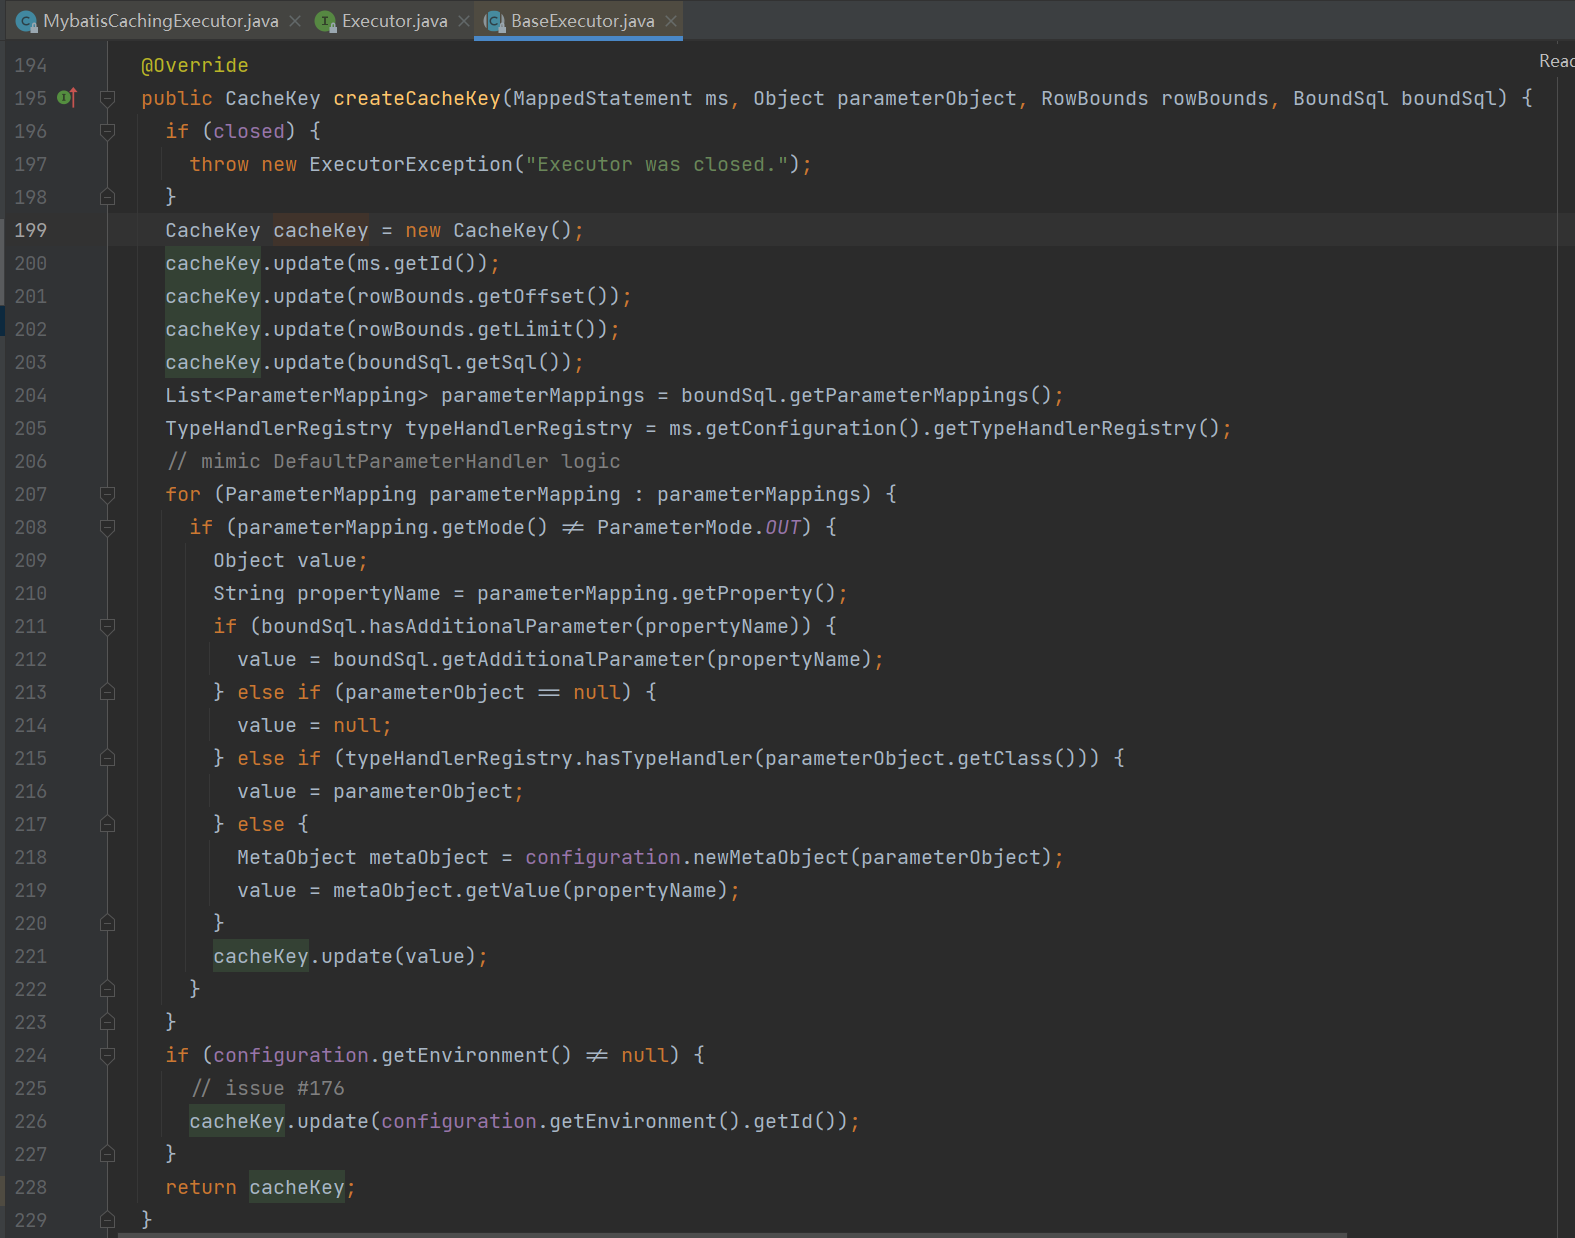 MybatisCachingExecutor.java Executor.java BaseExecutor.java
Reac
194 @Override
195 public CacheKey createCacheKey(MappedStatement ms, Object parameterObject, RowBounds rowBounds, BoundSql boundSql) {
196 if (closed) {
197 throw new ExecutorException("Executor was closed.");
198 }
199 CacheKey cacheKey = new CacheKey();
200 cacheKey.update(ms.getId());
201 cacheKey.update(rowBounds.getOffset());
202 cacheKey.update(rowBounds.getLimit());
203 cacheKey.update(boundSql.getSql());
204 List<ParameterMapping> parameterMappings = boundSql.getParameterMappings();
205 TypeHandlerRegistry typeHandlerRegistry = ms.getConfiguration().getTypeHandlerRegistry();
206 // mimic DefaultParameterHandler logic
207 for (ParameterMapping parameterMapping : parameterMappings) {
208 if (parameterMapping.getMode() != ParameterMode.OUT) {
209 Object value;
210 String propertyName = parameterMapping.getProperty();
211 if (boundSql.hasAdditionalParameter(propertyName)) {
212 value = boundSql.getAdditionalParameter(propertyName);
213 } else if (parameterObject == null) {
214 value = null;
215 } else if (typeHandlerRegistry.hasTypeHandler(parameterObject.getClass())) {
216 value = parameterObject;
217 } else {
218 MetaObject metaObject = configuration.newMetaObject(parameterObject);
219 value = metaObject.getValue(propertyName);
220 }
221 cacheKey.update(value);
222 }
223 }
224 if (configuration.getEnvironment() != null) {
225 // issue #176
226 cacheKey.update(configuration.getEnvironment().getId());
227 }
228 return cacheKey;
229 }